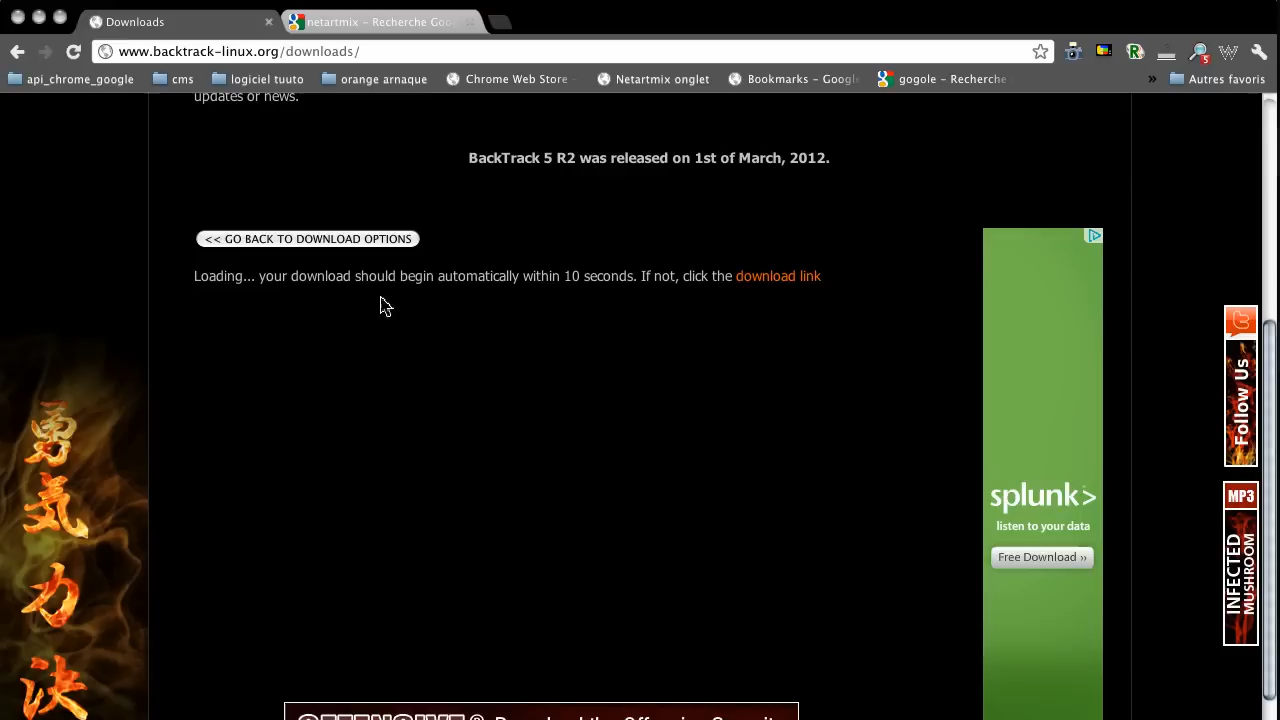 Downloads
netartmix – Recherche Goo
www.backtrack-linux.org/downloads/
api_chrome_google
cms
logiciel tuuto
orange arnaque
Chrome Web Store
Netartmix onglet
Bookmarks – Googl
gogole – Recherche
»
Autres favoris
5
updates or news.
BackTrack 5 R2 was released on 1st of March, 2012.
<< GO BACK TO DOWNLOAD OPTIONS
Loading... your download should begin automatically within 10 seconds. If not, click the download link
splunk>
listen to your data
Free Download ››
Follow Us
MP3
INFECTED
MUSHROOM
勇
気
力
決